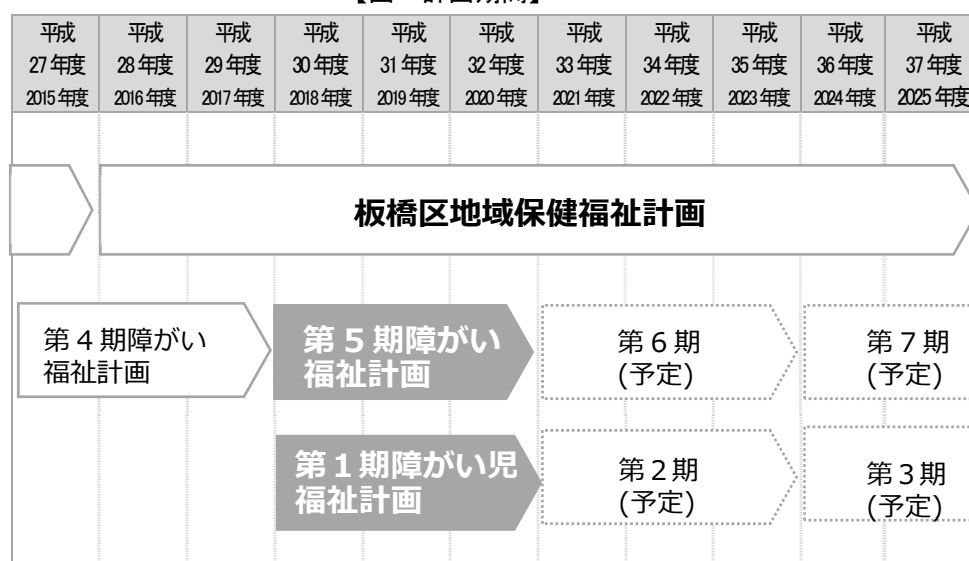 平成 平成 平成 平成 平成 平成 平成 平成 平成 平成 平成
27年度 28年度 29年度 30年度 31年度 32年度 33年度 34年度 35年度 36年度 37年度
2015年度 2016年度 2017年度 2018年度 2019年度 2020年度 2021年度 2022年度 2023年度 2024年度 2025年度
板橋区地域保健福祉計画
第4期障がい
福祉計画
第5期障がい
福祉計画
第6期
(予定)
第7期
(予定)
第1期障がい児
福祉計画
第2期
(予定)
第3期
(予定)